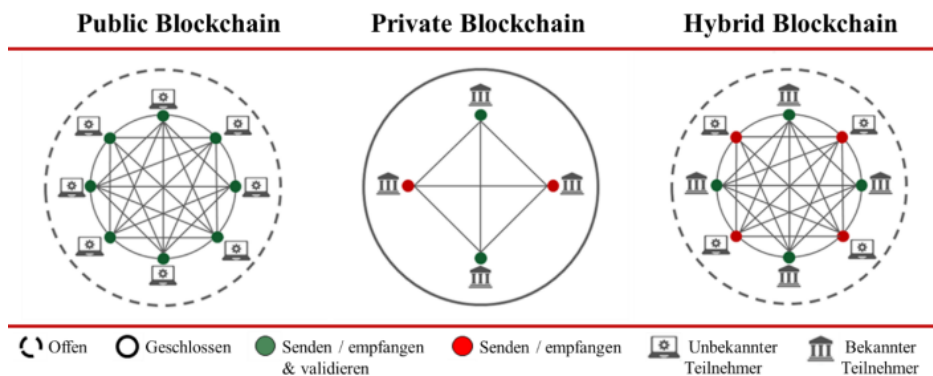 Public Blockchain
Private Blockchain
Hybrid Blockchain
Offen
Geschlossen
Senden / empfangen
& validieren
Senden / empfangen
Unbekannter
Teilnehmer
Bekannter
Teilnehmer